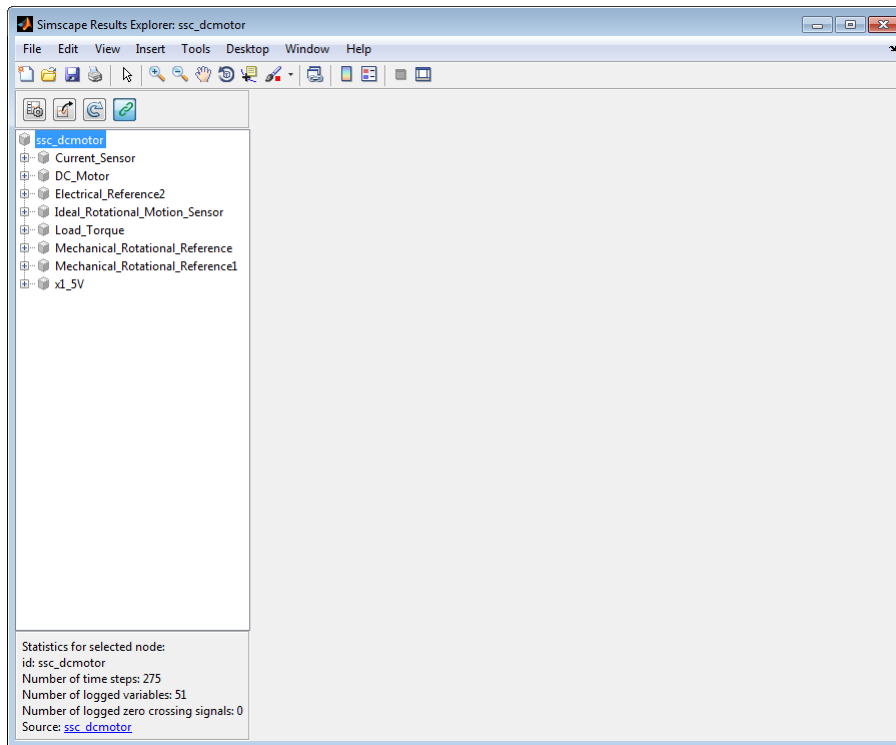 Simscape Results Explorer: ssc_dcmotor
File Edit View Insert Tools Desktop Window Help
ssc_dcmotor
Current_Sensor
DC_Motor
Electrical_Reference2
Ideal_Rotational_Motion_Sensor
Load_Torque
Mechanical_Rotational_Reference
Mechanical_Rotational_Reference1
x1_5V
Statistics for selected node:
id: ssc_dcmotor
Number of time steps: 275
Number of logged variables: 51
Number of logged zero crossing signals: 0
Source: ssc_dcmotor